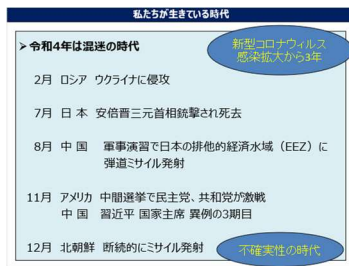 私たちが生きている時代
➢ 令和4年は混迷の時代
新型コロナウィルス
感染拡大から3年
2月 ロシア ウクライナに侵攻
7月 日 本 安倍晋三元首相銃撃され死去
8月 中 国 軍事演習で日本の排他的経済水域（EEZ）に
弾道ミサイル発射
11月 アメリカ 中間選挙で民主党、共和党が激戦
中 国 習近平 国家主席 異例の3期目
12月 北朝鮮 断続的にミサイル発射
不確実性の時代